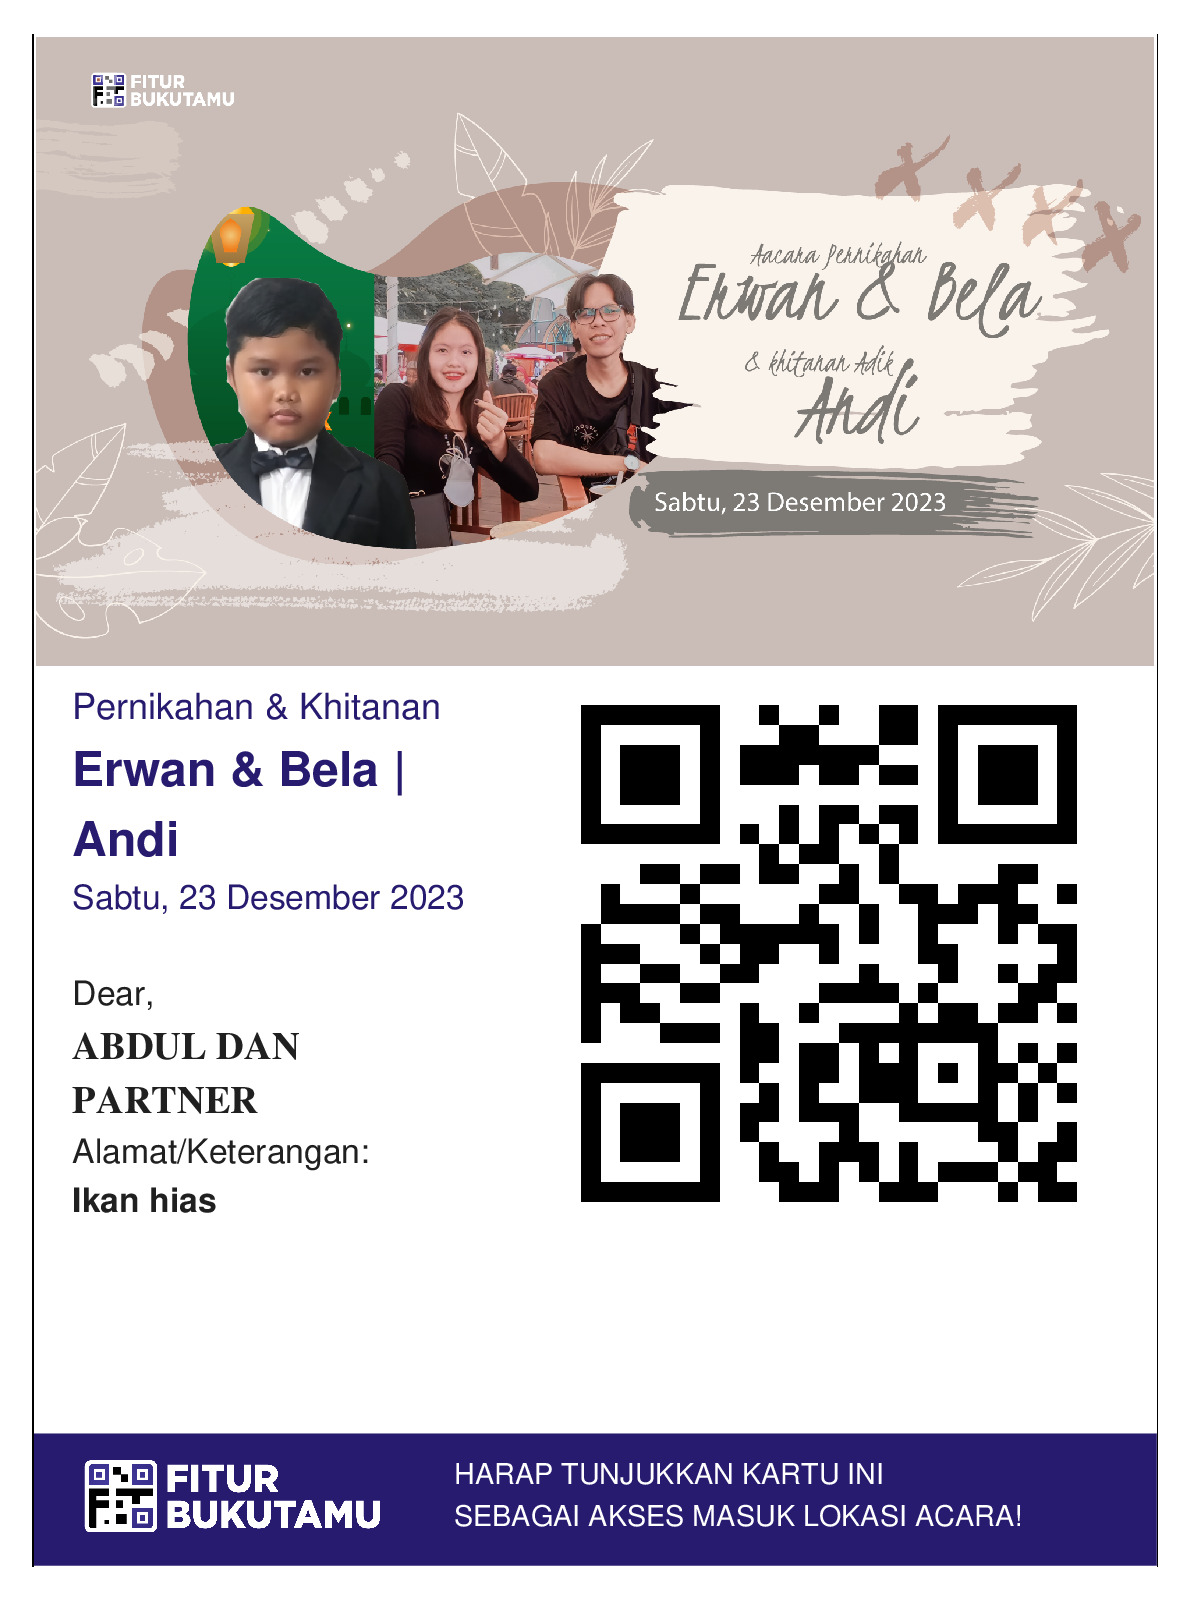 FITUR
BUKUTAMU
Aacara Pernikahan
Erwan & Bela
& khitanan Adik
Andi
Sabtu, 23 Desember 2023
Pernikahan & Khitanan
Erwan & Bela |
Andi
Sabtu, 23 Desember 2023
Dear,
ABDUL DAN
PARTNER
Alamat/Keterangan:
Ikan hias
FITUR
BUKUTAMU
HARAP TUNJUKKAN KARTU INI
SEBAGAI AKSES MASUK LOKASI ACARA!